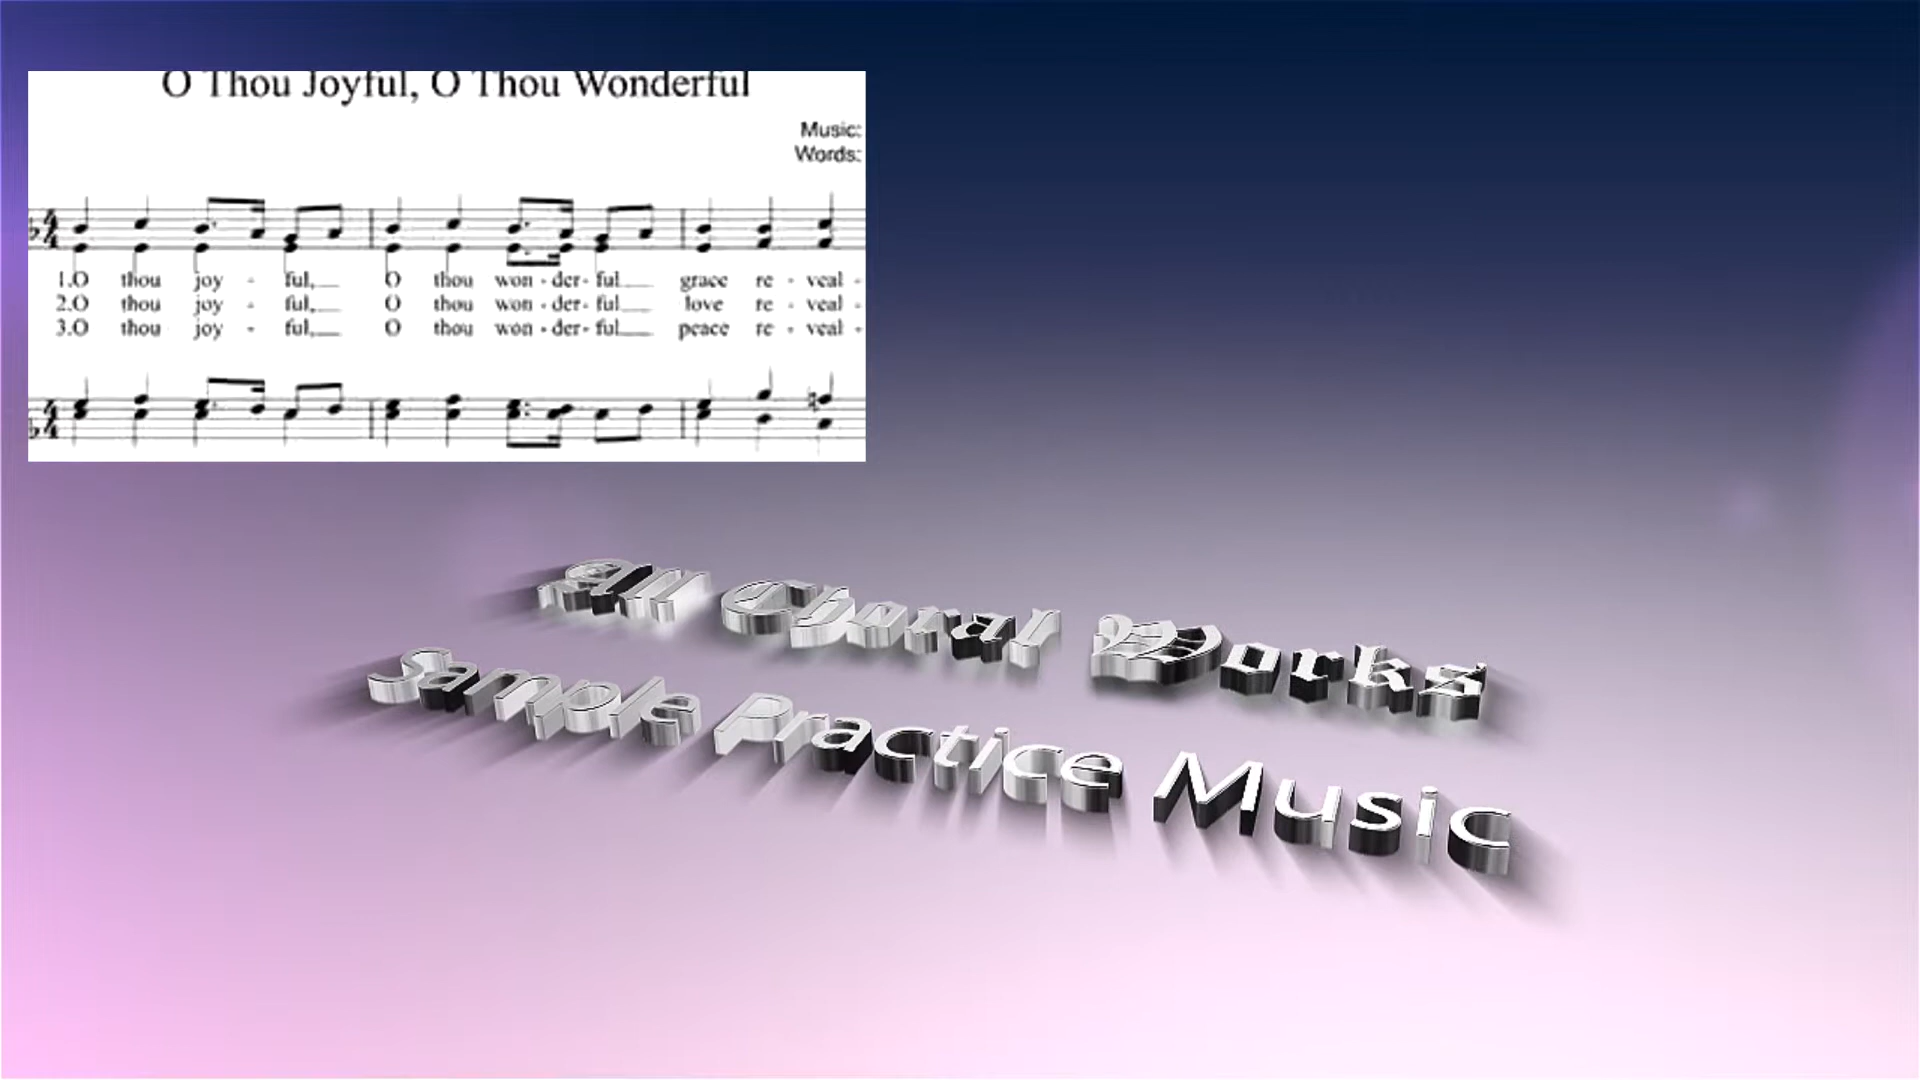 O Thou Joyful, O Thou Wonderful
Music:
Words:
1.O thou joy - ful, O thou won - der - ful grace re - veal -
2.O thou joy - ful, O thou won - der - ful love re - veal -
3.O thou joy - ful, O thou won - der - ful peace re - veal -
All Choral Works
Sample Practice Music